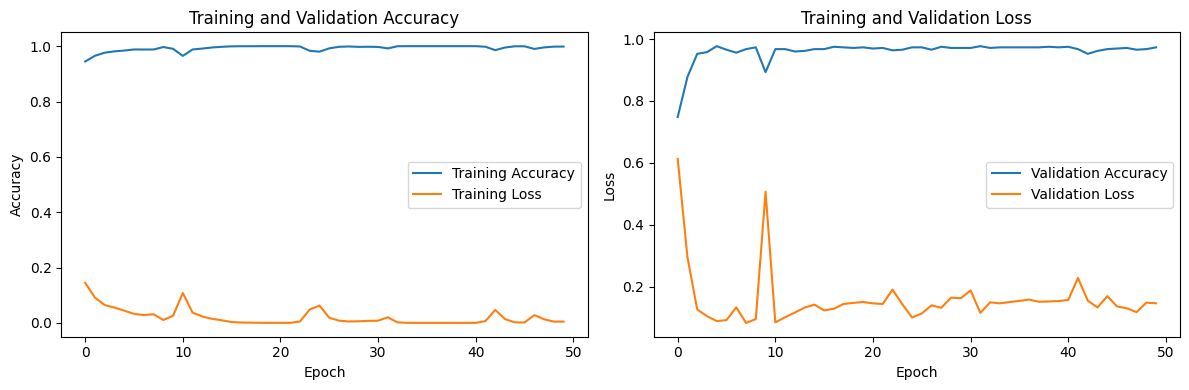 Training and Validation Accuracy
Accuracy
1.0
0.8
0.6
0.4
0.2
0.0
Training Accuracy
Training Loss
0
10
20
30
40
50
Epoch
Training and Validation Loss
Loss
1.0
0.8
0.6
0.4
0.2
Validation Accuracy
Validation Loss
0
10
20
30
40
50
Epoch